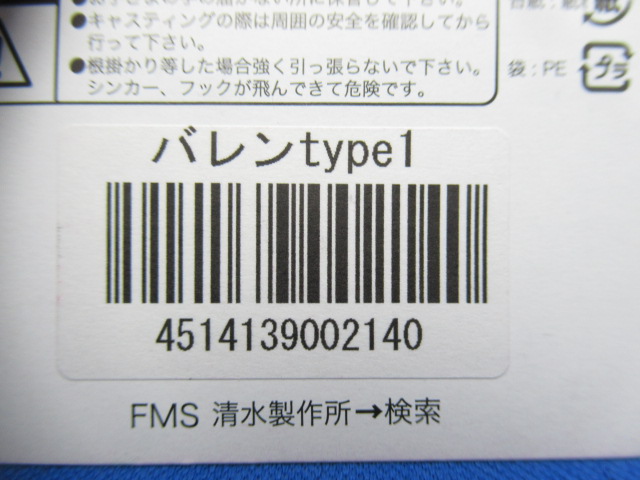 ●キャスティングの際は周囲の安全を確認してから
行って下さい。
●根掛かり等した場合強く引っ張らないで下さい。
シンカー、フックが飛んできて危険です。
紙
袋:PE
プラ
バレンtype1
4514139002140
FMS 清水製作所→検索